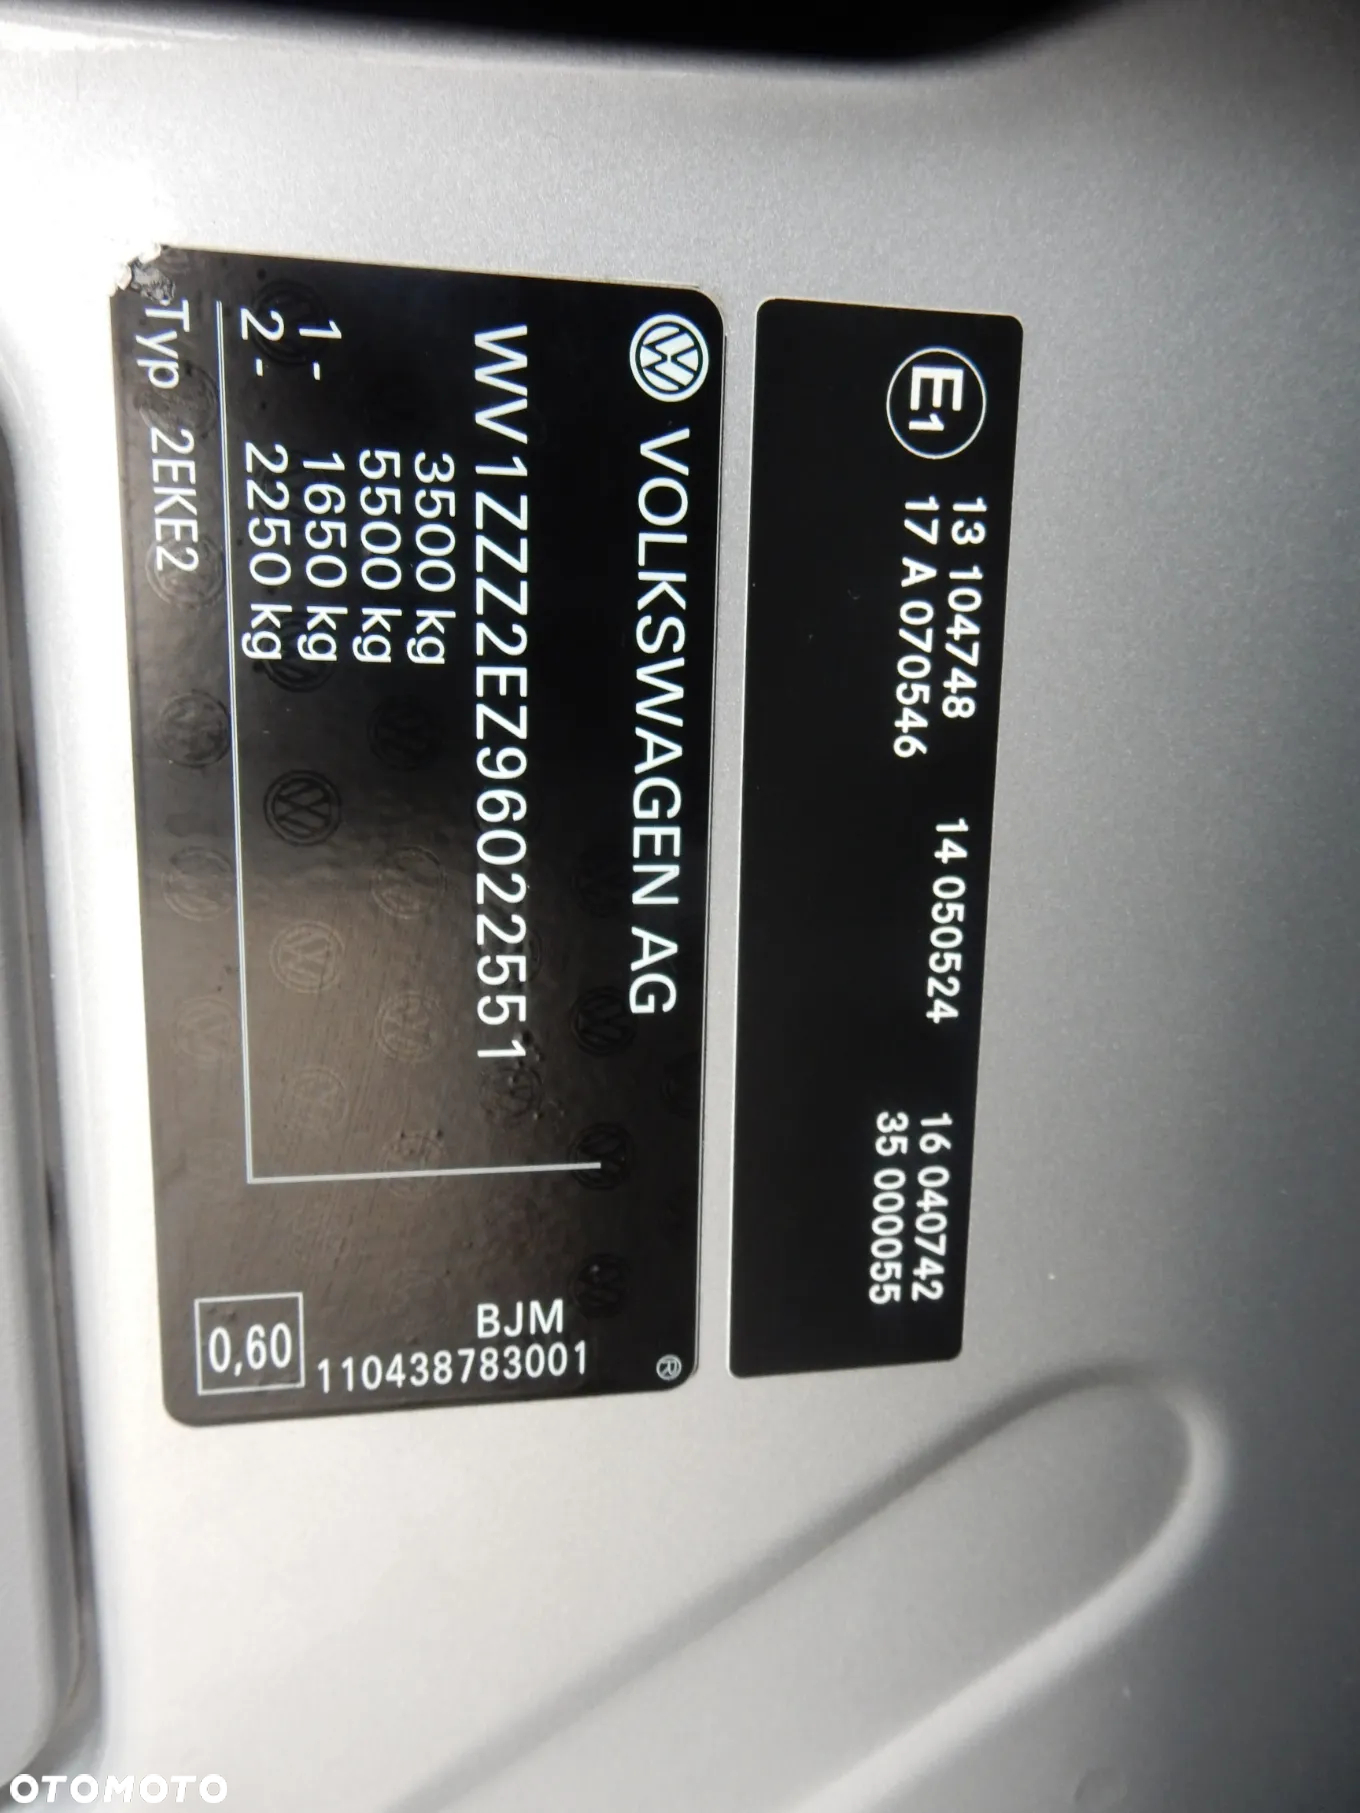 E1
13 104748 14 050524 16 040742
17 A 070546 35 000055
VOLKSWAGEN AG
WV1ZZZ2EZ96022551
3500 kg
5500 kg
1- 1650 kg
2- 2250 kg
Typ 2EKE2
®
BJM
110438783001
0,60
OTOMOTO